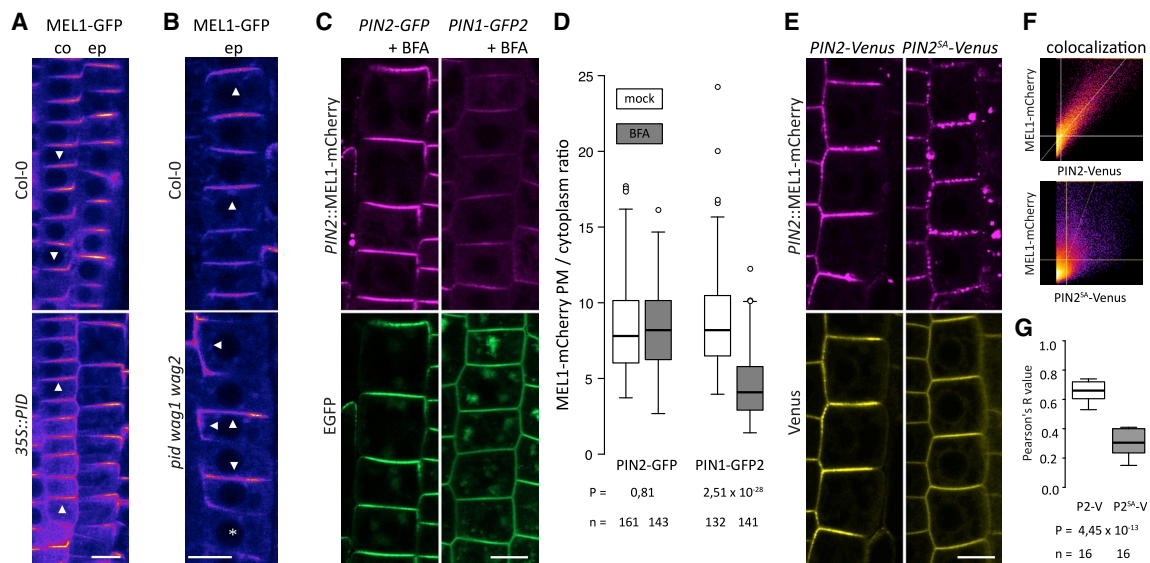 A
MEL1-GFP
co ep
Col-0
35S::PID
B
MEL1-GFP
ep
Col-0
pid wag1 wag2
*
C
PIN2-GFP PIN1-GFP2
+ BFA + BFA
PIN2::MEL1-mCherry
EGFP
D
MEL1-mCherry PM / cytoplasm ratio
25
20
15
10
5
0
mock
BFA
PIN2-GFP PIN1-GFP2
P = 0,81 2,51 x 10-28
n = 161 143 132 141
E
PIN2-Venus PIN2SA-Venus
PIN2::MEL1-mCherry
Venus
F
colocalization
MEL1-mCherry
PIN2-Venus
MEL1-mCherry
PIN2SA-Venus
G
Pearson's R value
1.0
0.8
0.6
0.4
0.2
0.0
P2-V P2SA-V
P = 4,45 x 10-13
n = 16 16